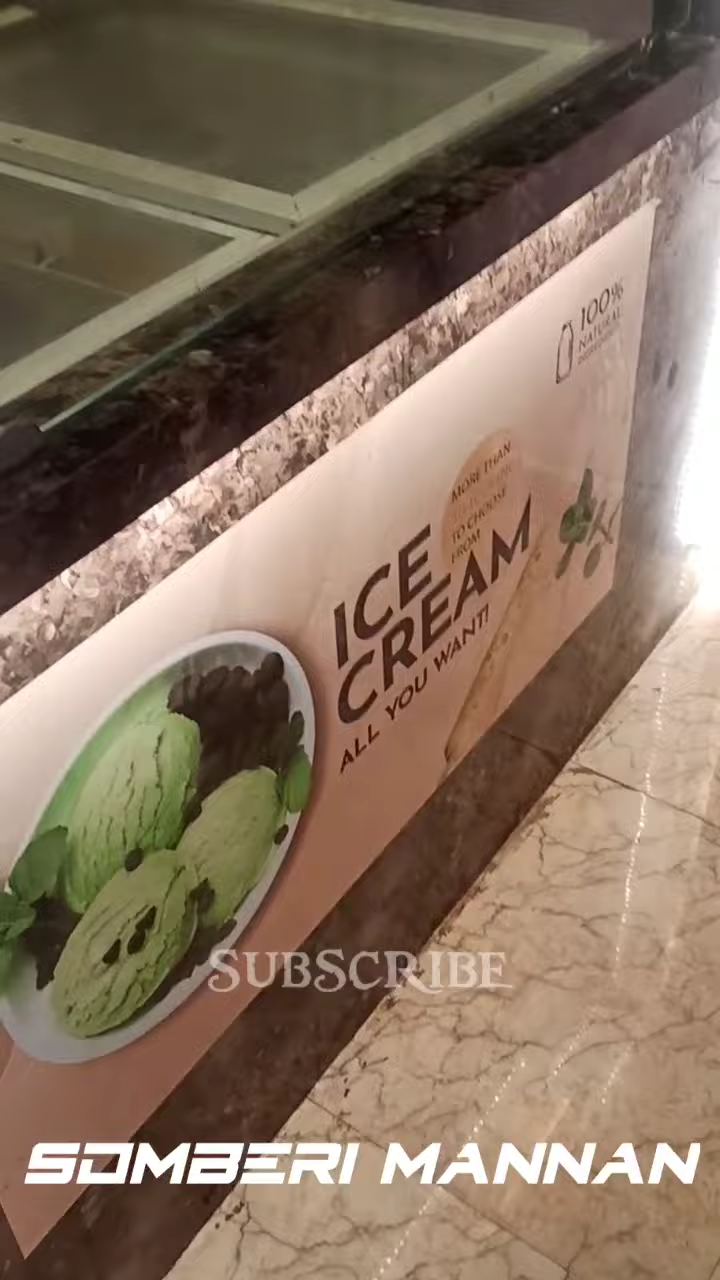 100%
NATURAL
MORE THAN
TO CHOOSE
FROM
ICE
CREAM
ALL YOU WANT!
SUBSCRIBE
SOMBERI MANNAN